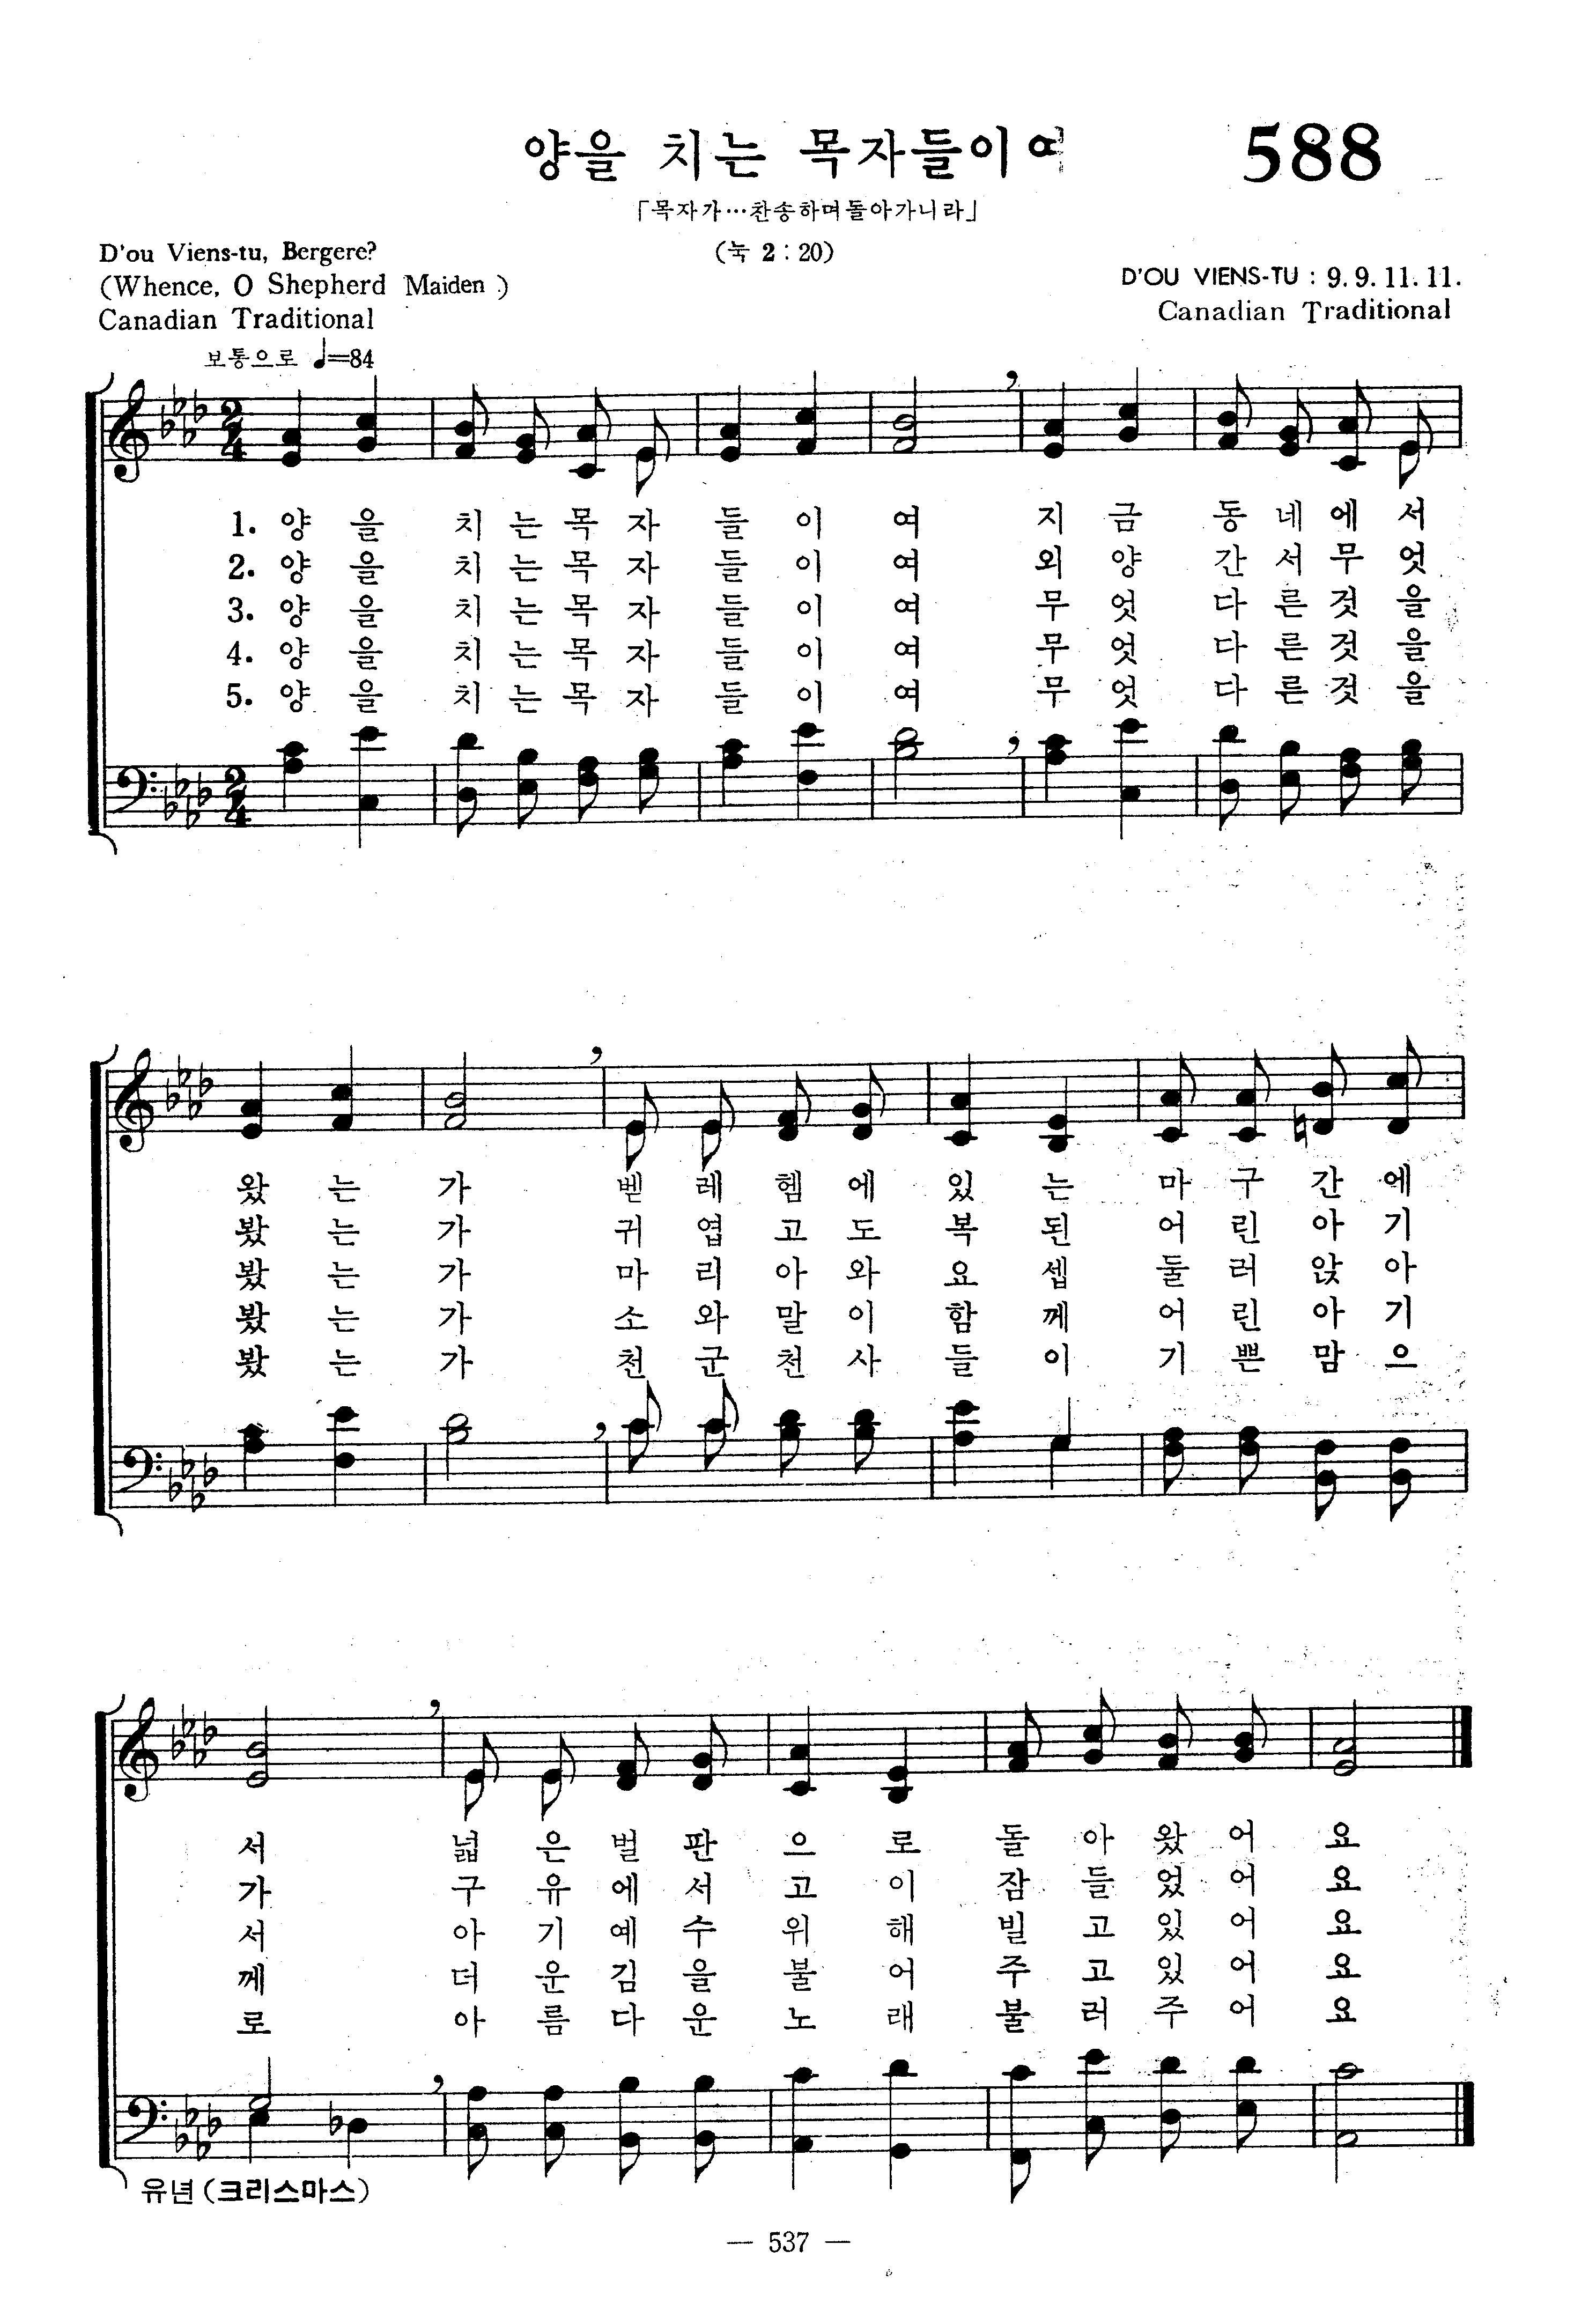 양을 치는 목자들이여
588
「목자가…찬송하며돌아가니라」
(눅 2 : 20)
D'ou Viens-tu, Bergere?
(Whence, O Shepherd Maiden )
Canadian Traditional
D'OU VIENS-TU : 9. 9. 11. 11.
Canadian Traditional
보통으로 ♩=84
1. 양 을 치 는 목 자 들 이 여 지 금 동 네 에 서
2. 양 을 치 는 목 자 들 이 여 외 양 간 서 무 엇
3. 양 을 치 는 목 자 들 이 여 무 엇 다 른 것 을
4. 양 을 치 는 목 자 들 이 여 무 엇 다 른 것 을
5. 양 을 치 는 목 자 들 이 여 무 엇 다 른 것 을
왔 는 가 벧 레 헴 에 있 는 마 구 간 에
봤 는 가 귀 엽 고 도 복 된 어 린 아 기
봤 는 가 마 리 아 와 요 셉 둘 러 앉 아
봤 는 가 소 와 말 이 함 께 어 린 아 기
봤 는 가 천 군 천 사 들 이 기 쁜 맘 으
서 넓 은 벌 판 으 로 돌 아 왔 어 요
가 구 유 에 서 고 이 잠 들 었 어 요
서 아 기 예 수 위 해 빌 고 있 어 요
께 더 운 김 을 불 어 주 고 있 어 요
로 아 름 다 운 노 래 불 러 주 어 요
유년 (크리스마스)
— 537 —